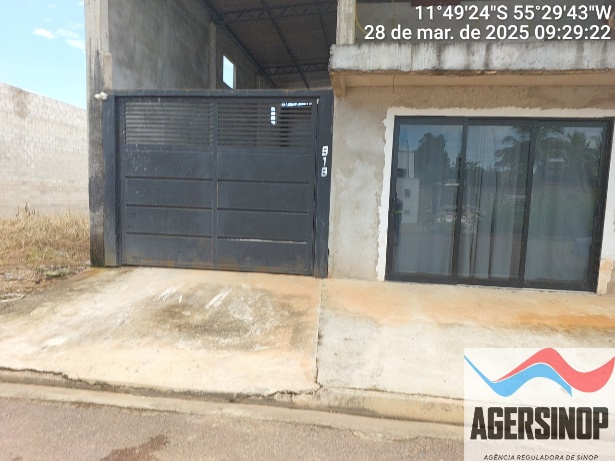 11°49'24"S 55°29'43"W
28 de mar. de 2025 09:29:22
919
AGERSINOP
AGÊNCIA REGULADORA DE SINOP